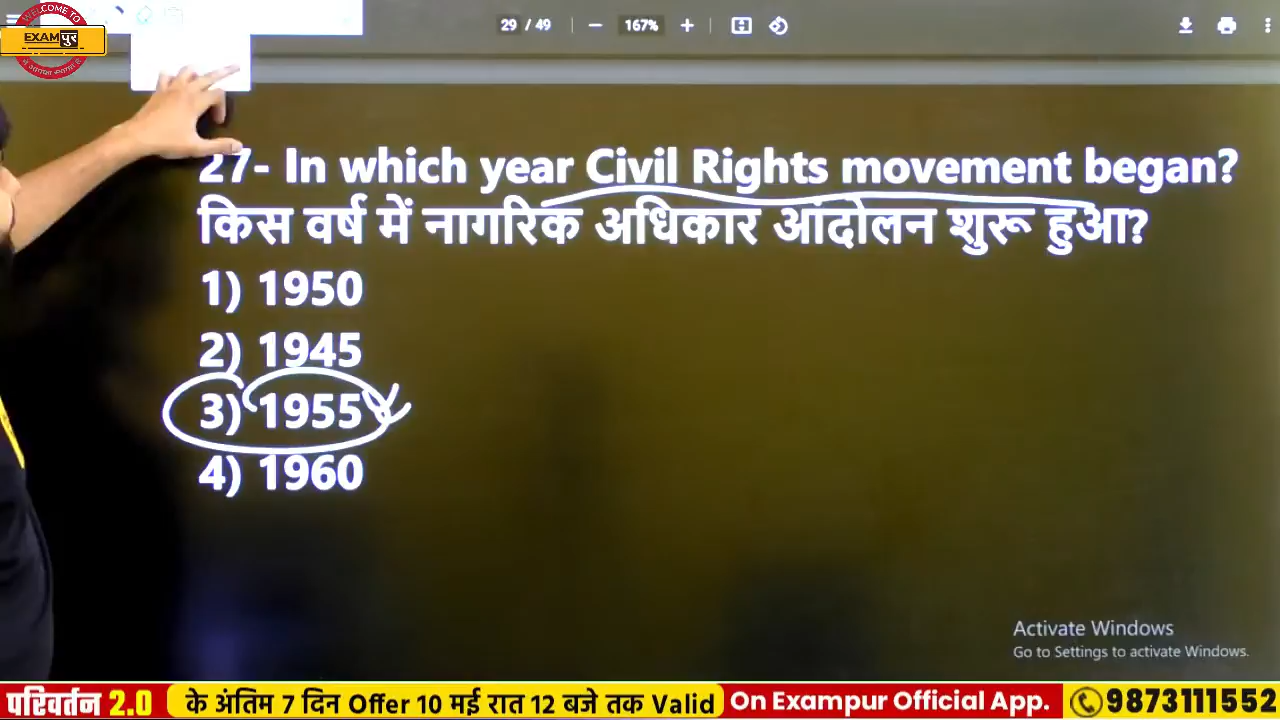 WELCOME TO
EXAMपुर
29 / 49
167%
27- In which year Civil Rights movement began?
किस वर्ष में नागरिक अधिकार आंदोलन शुरू हुआ?
1) 1950
2) 1945
3) 1955
4) 1960
Activate Windows
Go to Settings to activate Windows.
परिवर्तन 2.0 के अंतिम 7 दिन Offer 10 मई रात 12 बजे तक Valid On Exampur Official App. 9873111552